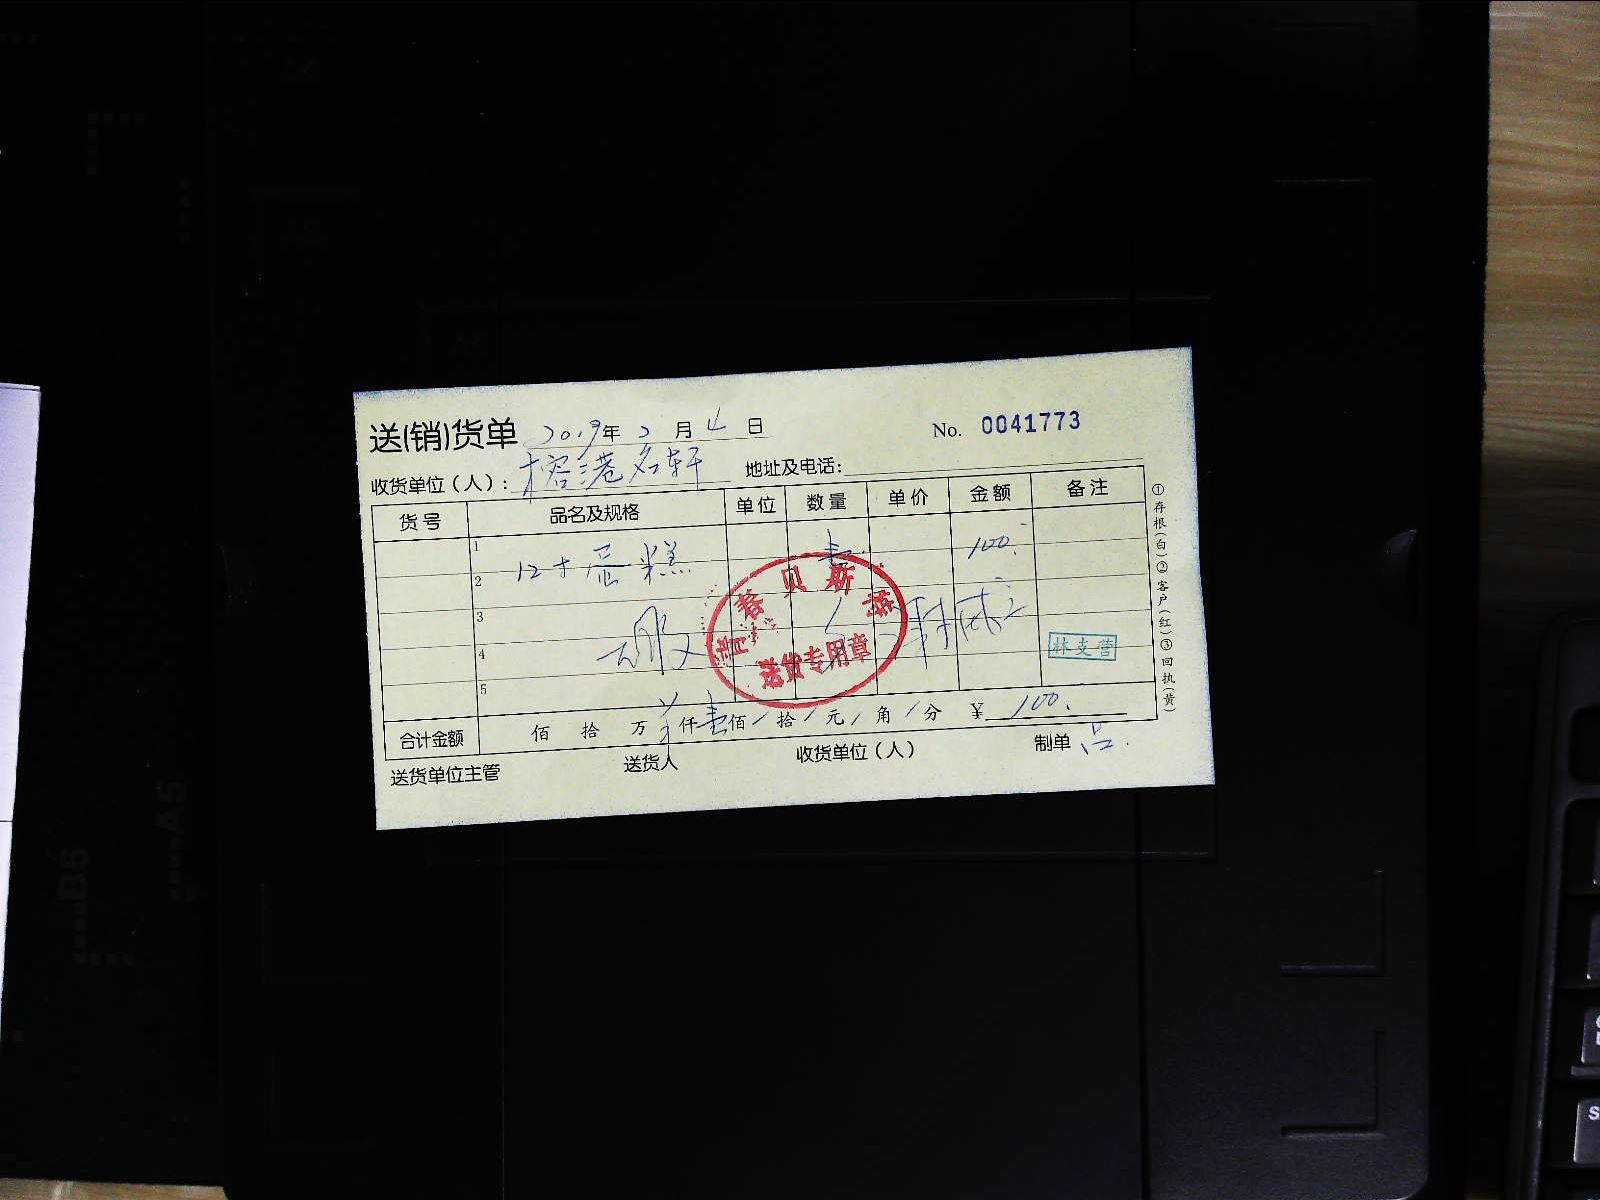 送(销)货单 2019年2月4日 No. 0041773
收货单位(人): 榕港名轩 地址及电话:
货号 品名及规格 单位 数量 单价 金额 备注
1 12寸蛋糕 壹 100.
2
3
4
5
春贝斯
送货专用章
林支营
合计金额 佰 拾 万 仟壹佰/拾/元/角/分 ¥ 100.
送货单位主管 送货人 收货单位(人) 制单
①存根(白)②客户(红)③回执(黄)
B5
A5